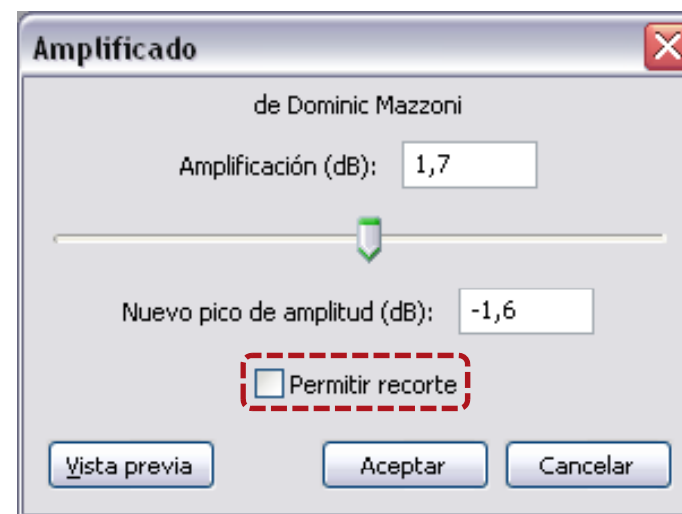 Amplificado
de Dominic Mazzoni
Amplificación (dB): 1,7
Nuevo pico de amplitud (dB): -1,6
Permitir recorte
Vista previa Aceptar Cancelar